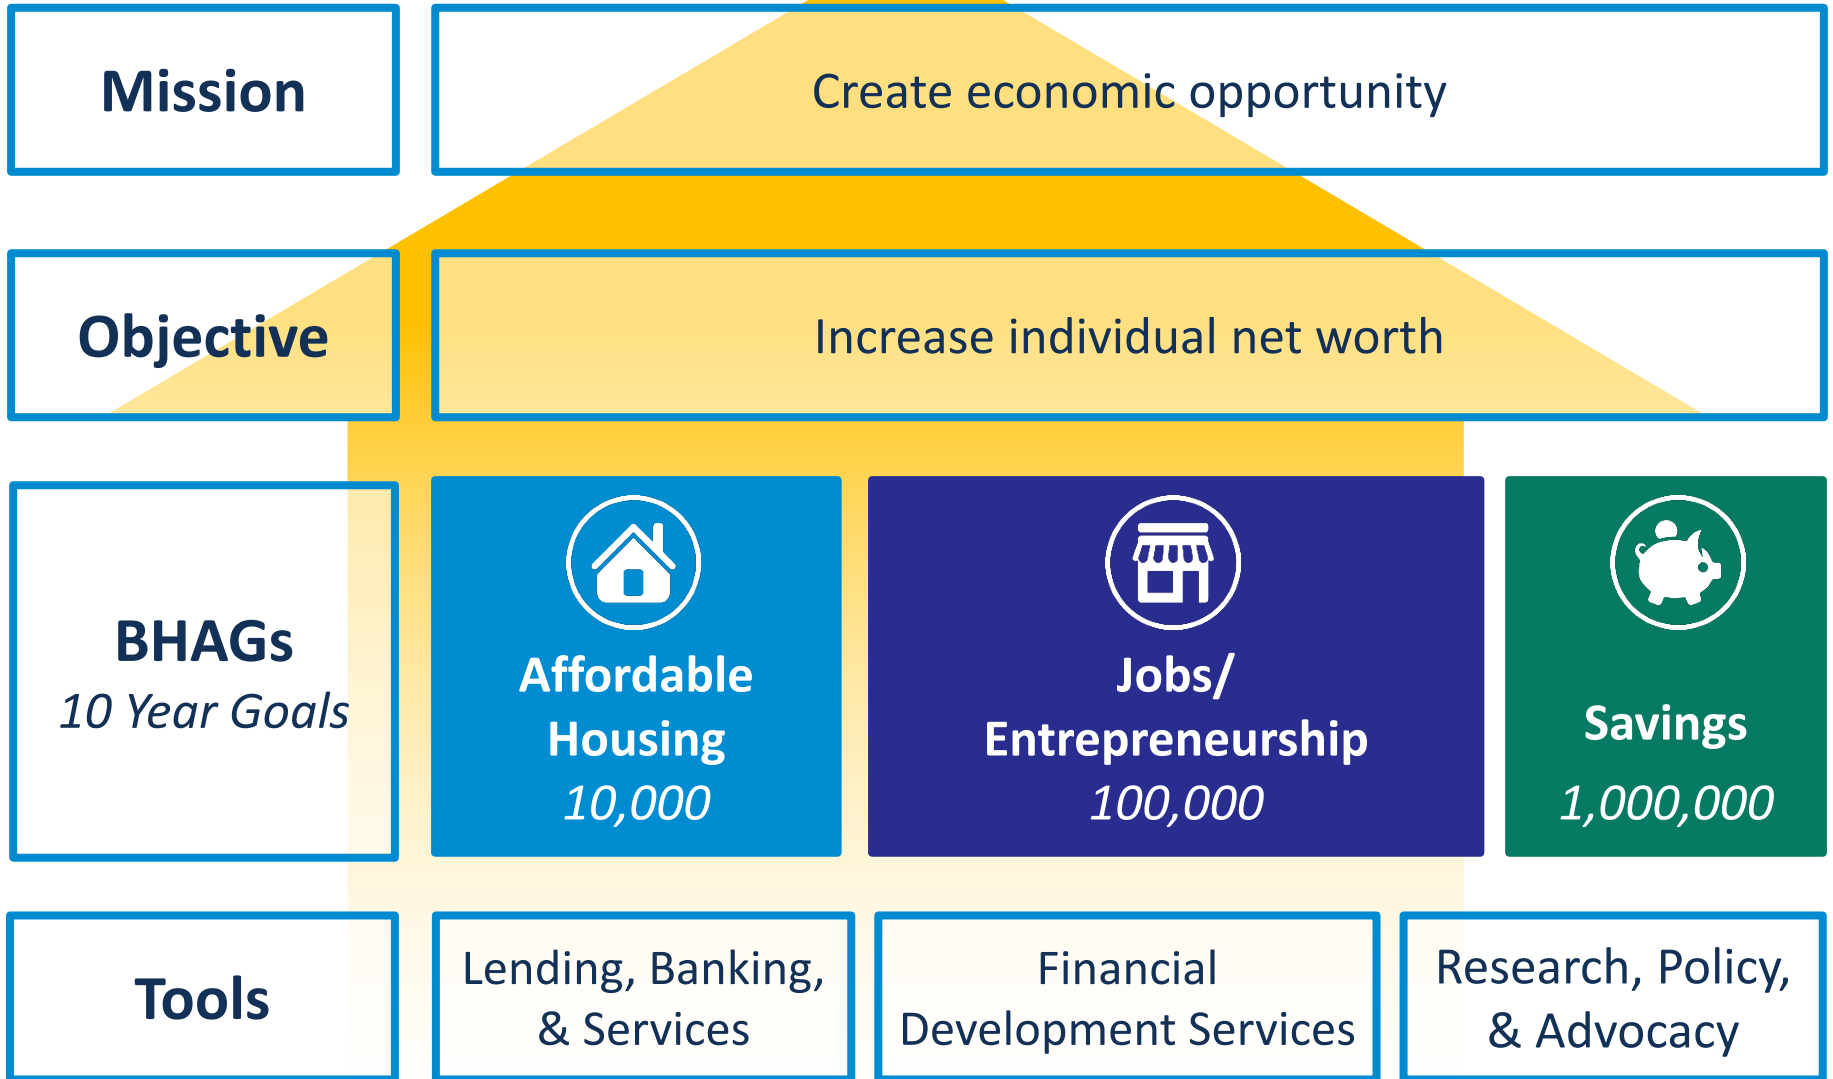 Mission
Create economic opportunity
Objective
Increase individual net worth
BHAGs
10 Year Goals
Affordable
Housing
10,000
Jobs/
Entrepreneurship
100,000
Savings
1,000,000
Tools
Lending, Banking,
& Services
Financial
Development Services
Research, Policy,
& Advocacy